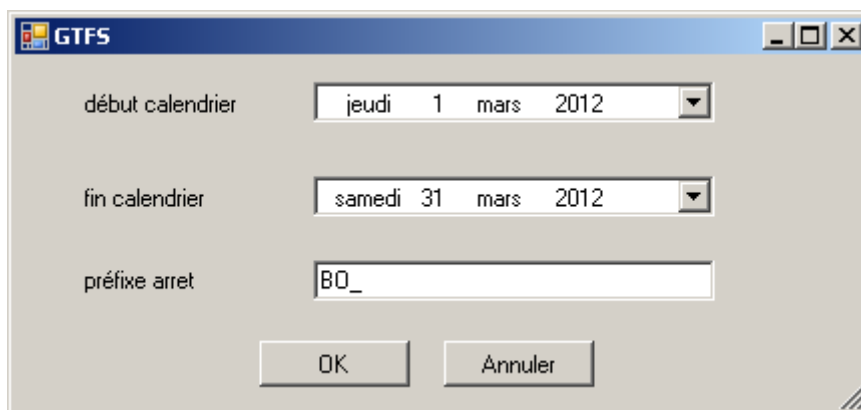 GTFS
début calendrier jeudi 1 mars 2012
fin calendrier samedi 31 mars 2012
préfixe arret BO_
OK Annuler